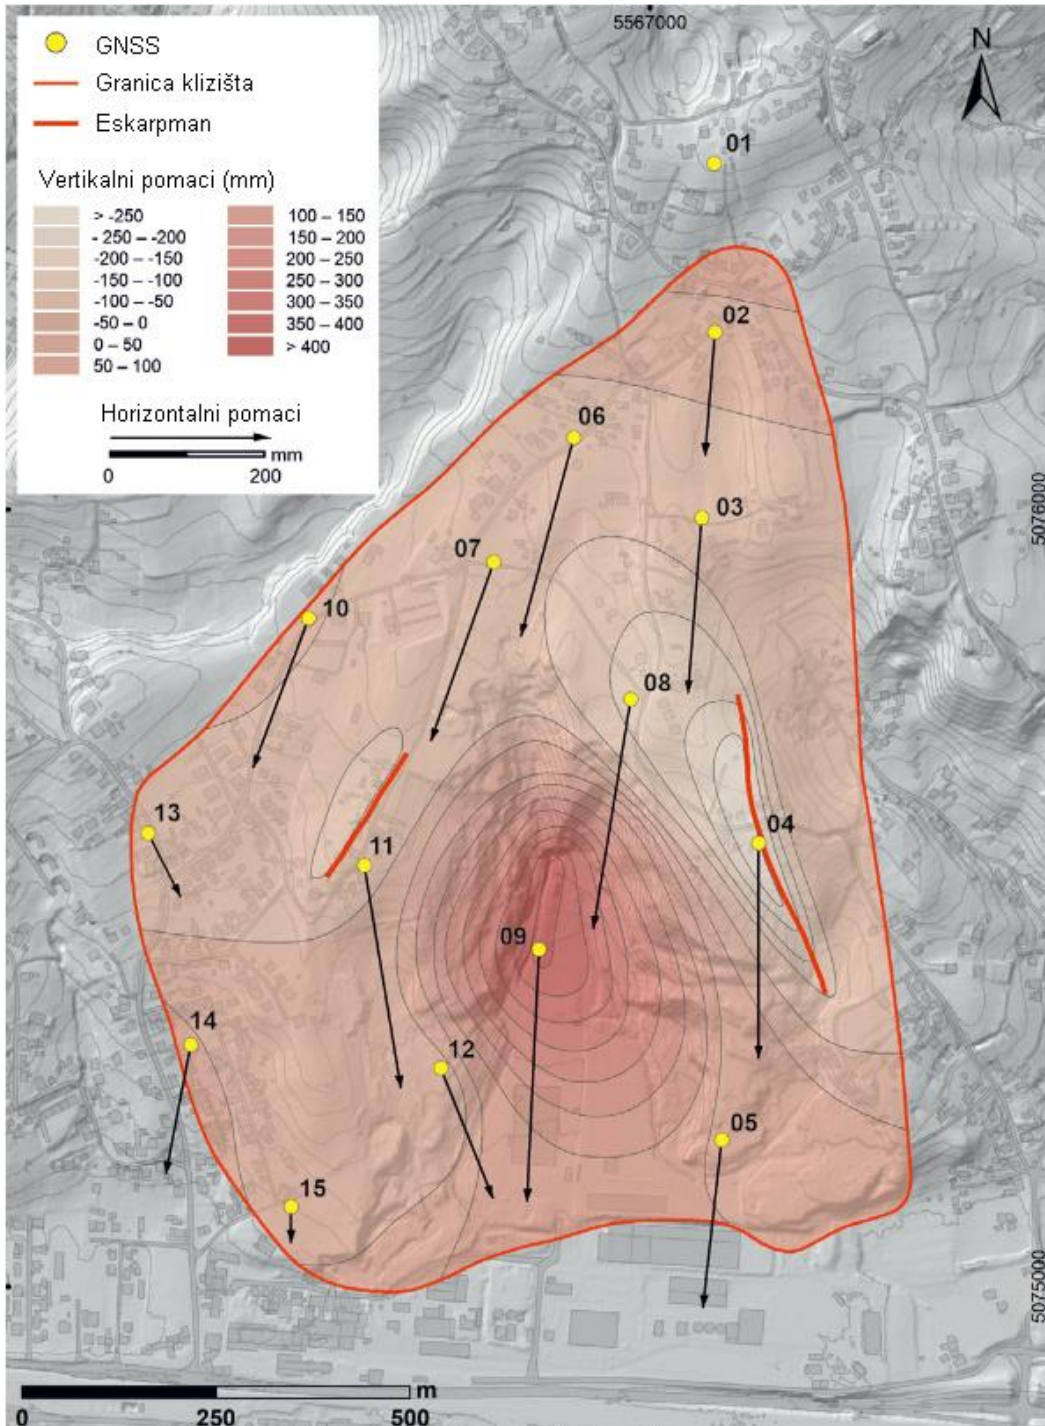 5567000
GNSS
Granica klizišta
Eskarpman
N
01
Vertikalni pomaci (mm)
> -250
- 250 – -200
-200 – -150
-150 – -100
-100 – -50
-50 – 0
0 – 50
50 – 100
100 – 150
150 – 200
200 – 250
250 – 300
300 – 350
350 – 400
> 400
02
Horizontalni pomaci
mm
0
200
06
03
5076000
07
10
08
13
04
11
09
14
12
05
15
5075000
m
0
250
500